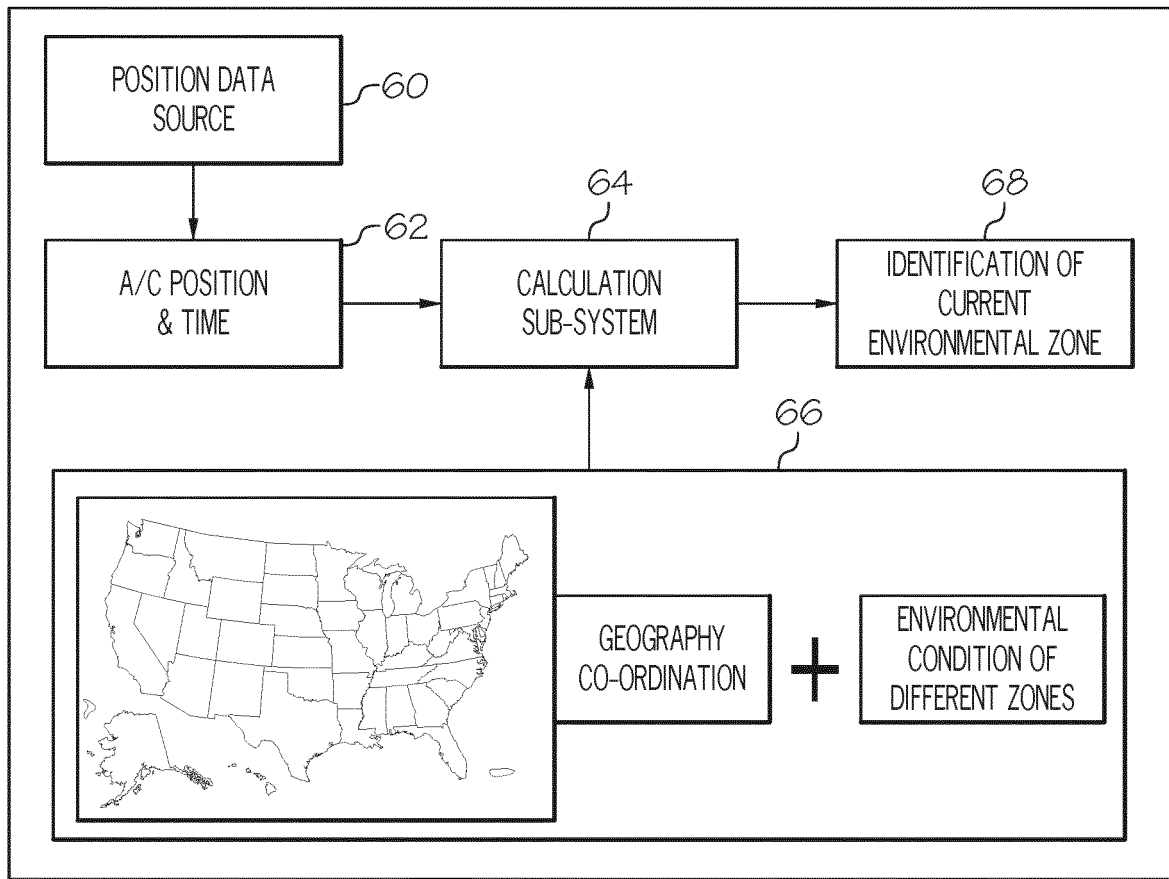 POSITION DATA
SOURCE
60
A/C POSITION
& TIME
62
CALCULATION
SUB-SYSTEM
64
IDENTIFICATION OF
CURRENT
ENVIRONMENTAL ZONE
68
66
GEOGRAPHY
CO-ORDINATION
+
ENVIRONMENTAL
CONDITION OF
DIFFERENT ZONES